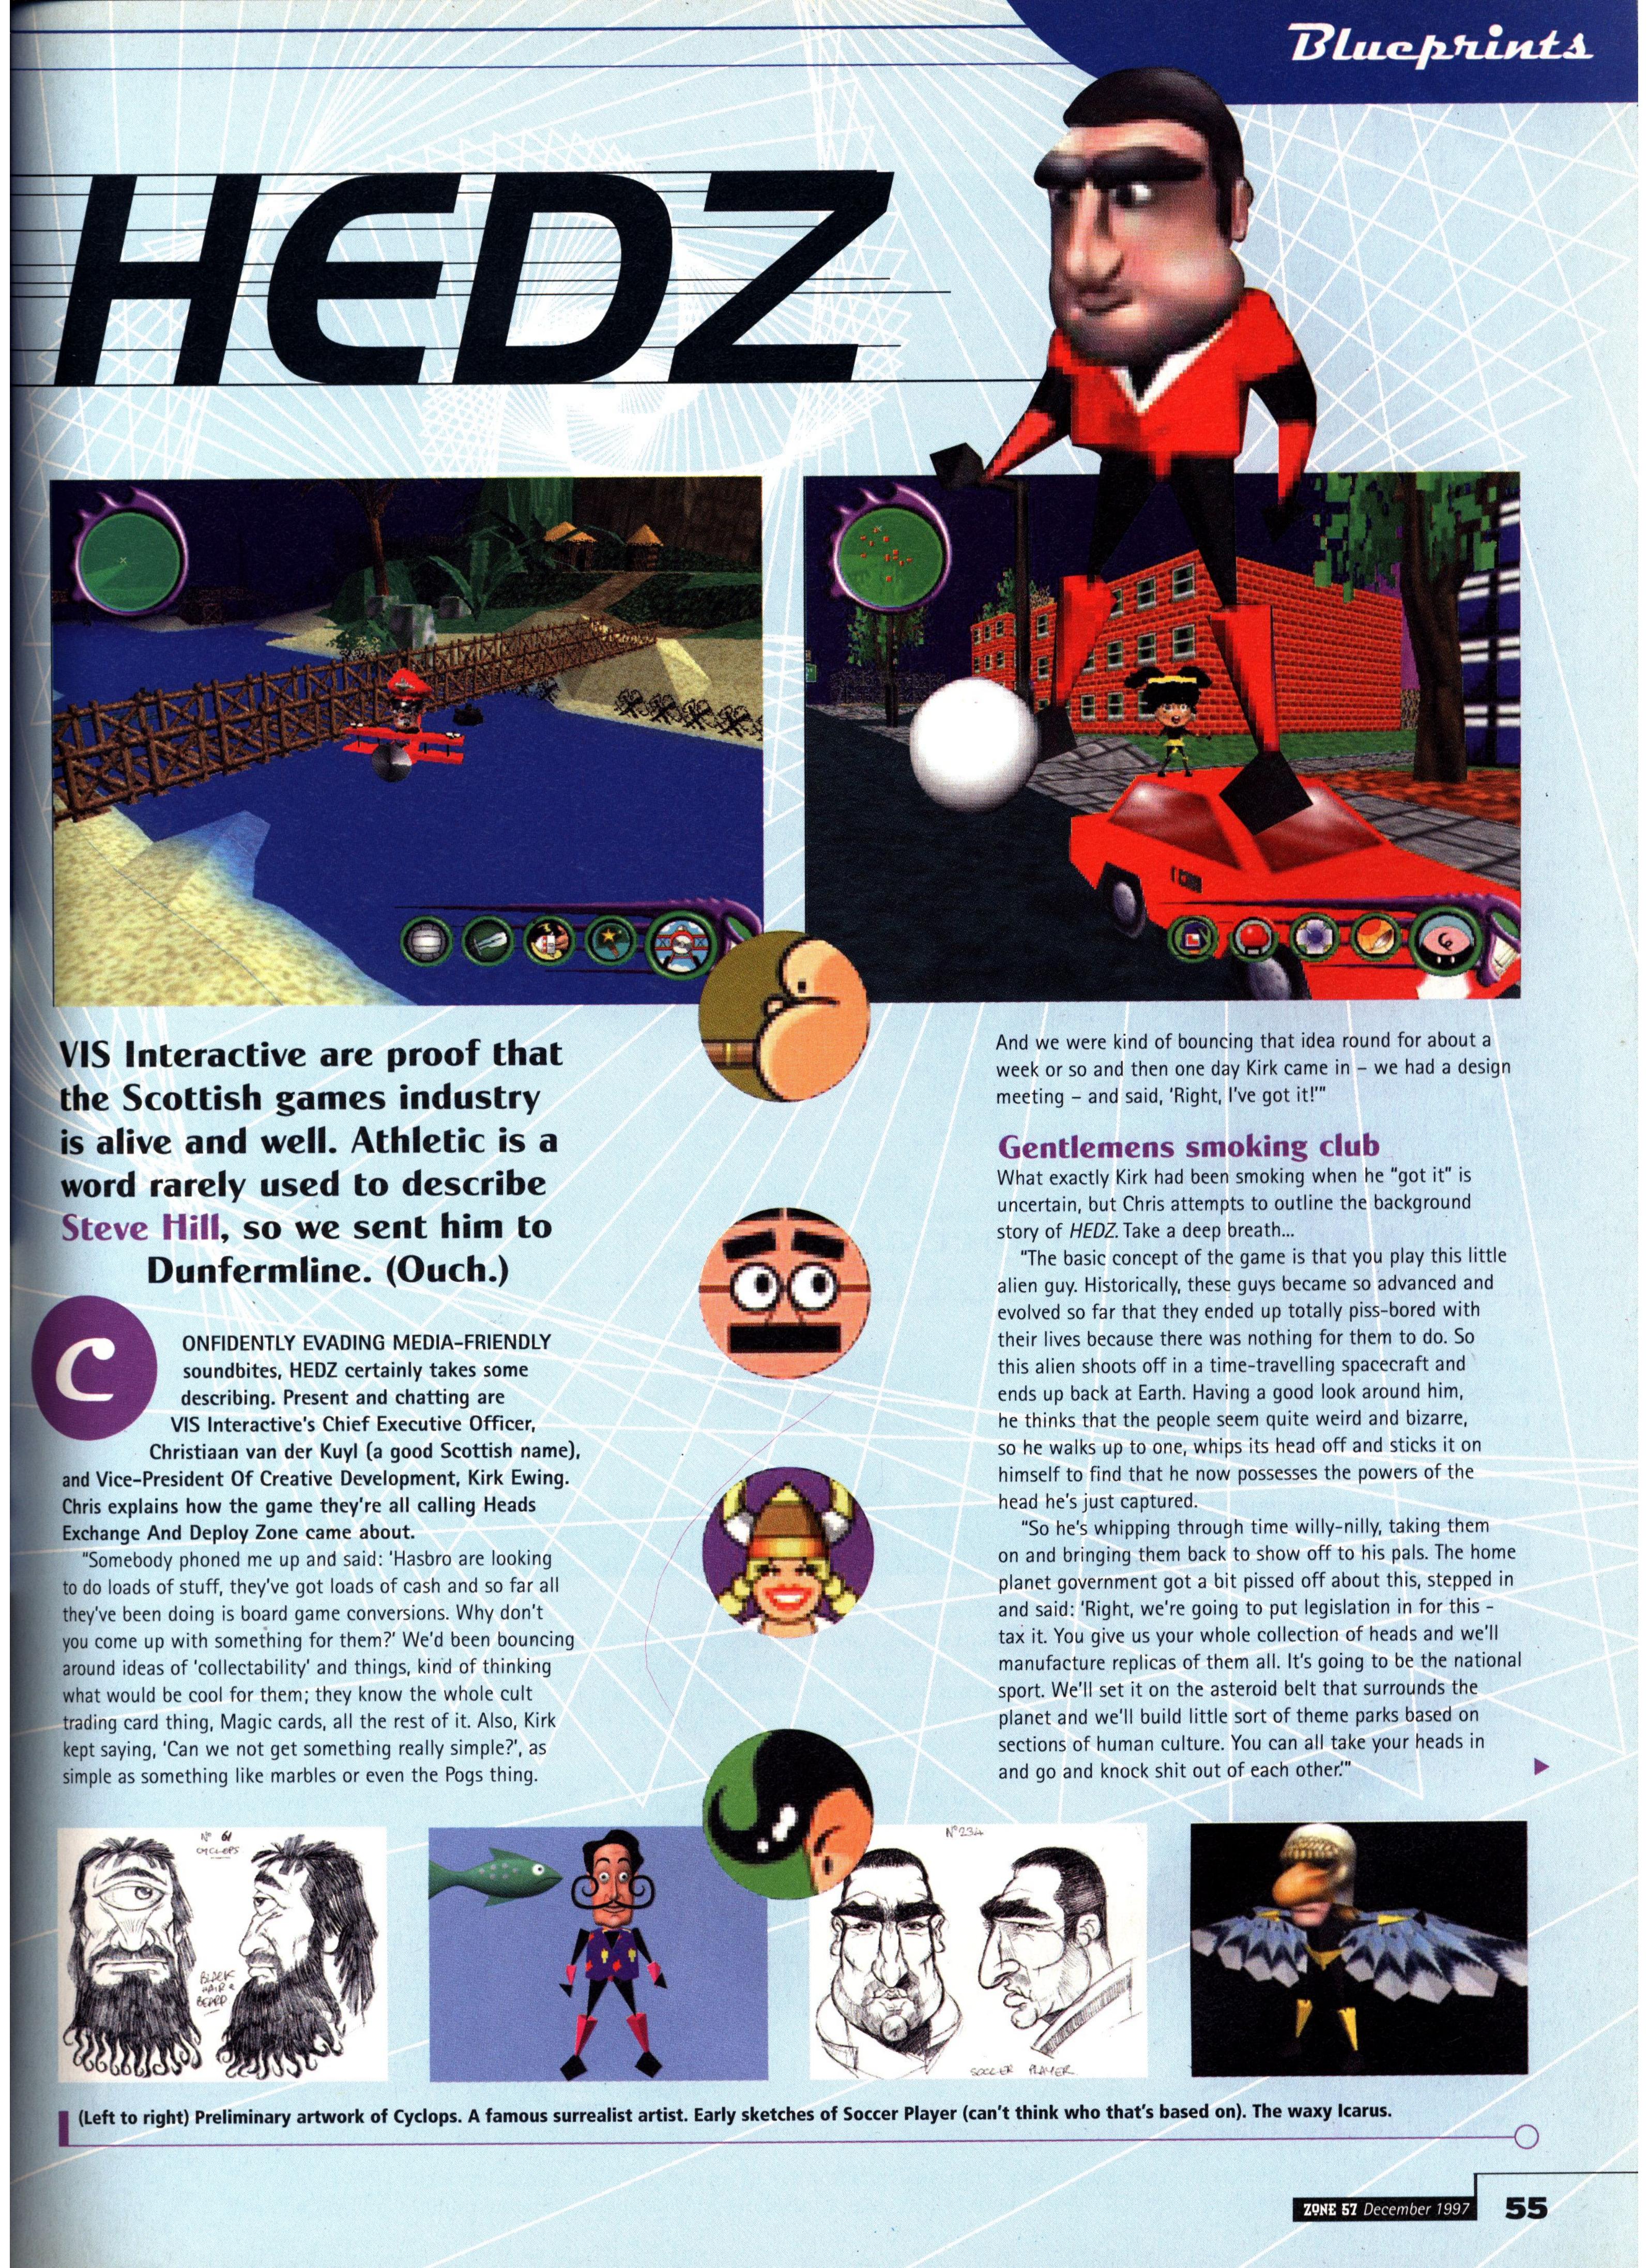 Blueprints
HEDZ
VIS Interactive are proof that
the Scottish games industry
is alive and well. Athletic is a
word rarely used to describe
Steve Hill, so we sent him to
Dunfermline. (Ouch.)
CONFIDENTLY EVADING MEDIA-FRIENDLY
soundbites, HEDZ certainly takes some
describing. Present and chatting are
VIS Interactive's Chief Executive Officer,
Christiaan van der Kuyl (a good Scottish name),
and Vice-President Of Creative Development, Kirk Ewing.
Chris explains how the game they're all calling Heads
Exchange And Deploy Zone came about.
"Somebody phoned me up and said: 'Hasbro are looking
to do loads of stuff, they've got loads of cash and so far all
they've been doing is board game conversions. Why don't
you come up with something for them?' We'd been bouncing
around ideas of 'collectability' and things, kind of thinking
what would be cool for them; they know the whole cult
trading card thing, Magic cards, all the rest of it. Also, Kirk
kept saying, 'Can we not get something really simple?', as
simple as something like marbles or even the Pogs thing.
And we were kind of bouncing that idea round for about a
week or so and then one day Kirk came in – we had a design
meeting – and said, 'Right, I've got it!'"
Gentlemens smoking club
What exactly Kirk had been smoking when he "got it" is
uncertain, but Chris attempts to outline the background
story of HEDZ. Take a deep breath...
"The basic concept of the game is that you play this little
alien guy. Historically, these guys became so advanced and
evolved so far that they ended up totally piss-bored with
their lives because there was nothing for them to do. So
this alien shoots off in a time-travelling spacecraft and
ends up back at Earth. Having a good look around him,
he thinks that the people seem quite weird and bizarre,
so he walks up to one, whips its head off and sticks it on
himself to find that he now possesses the powers of the
head he's just captured.
"So he's whipping through time willy-nilly, taking them
on and bringing them back to show off to his pals. The home
planet government got a bit pissed off about this, stepped in
and said: 'Right, we're going to put legislation in for this –
tax it. You give us your whole collection of heads and we'll
manufacture replicas of them all. It's going to be the national
sport. We'll set it on the asteroid belt that surrounds the
planet and we'll build little sort of theme parks based on
sections of human culture. You can all take your heads in
and go and knock shit out of each other.'"
Nº 61
CYCLOPS
BLACK
HAIR &
BEARD
Nº 234
SOCCER PLAYER
(Left to right) Preliminary artwork of Cyclops. A famous surrealist artist. Early sketches of Soccer Player (can't think who that's based on). The waxy Icarus.
ZONE 57 December 1997 55